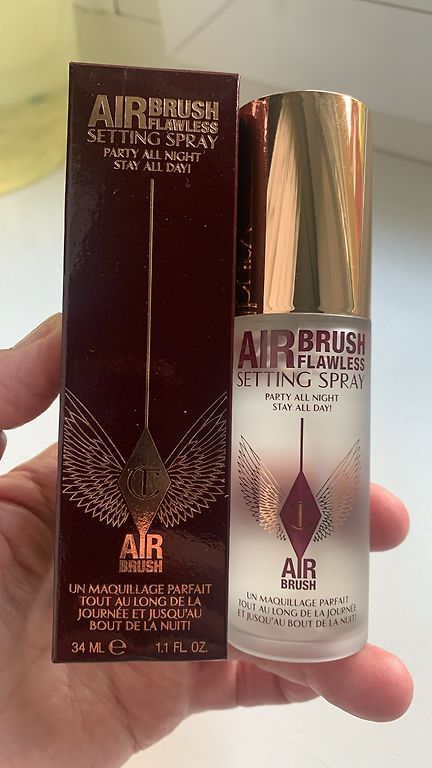 AIRBRUSH
FLAWLESS
SETTING SPRAY
PARTY ALL NIGHT
STAY ALL DAY!
CT
AIR
BRUSH
UN MAQUILLAGE PARFAIT
TOUT AU LONG DE LA
JOURNÉE ET JUSQU'AU
BOUT DE LA NUIT!
34 ML ℮ 1.1 FL. OZ.
AIRBRUSH
FLAWLESS
SETTING SPRAY
PARTY ALL NIGHT
STAY ALL DAY!
AIR
BRUSH
UN MAQUILLAGE PARFAIT
TOUT AU LONG DE LA JOURNÉE
ET JUSQU'AU BOUT DE LA NUIT!